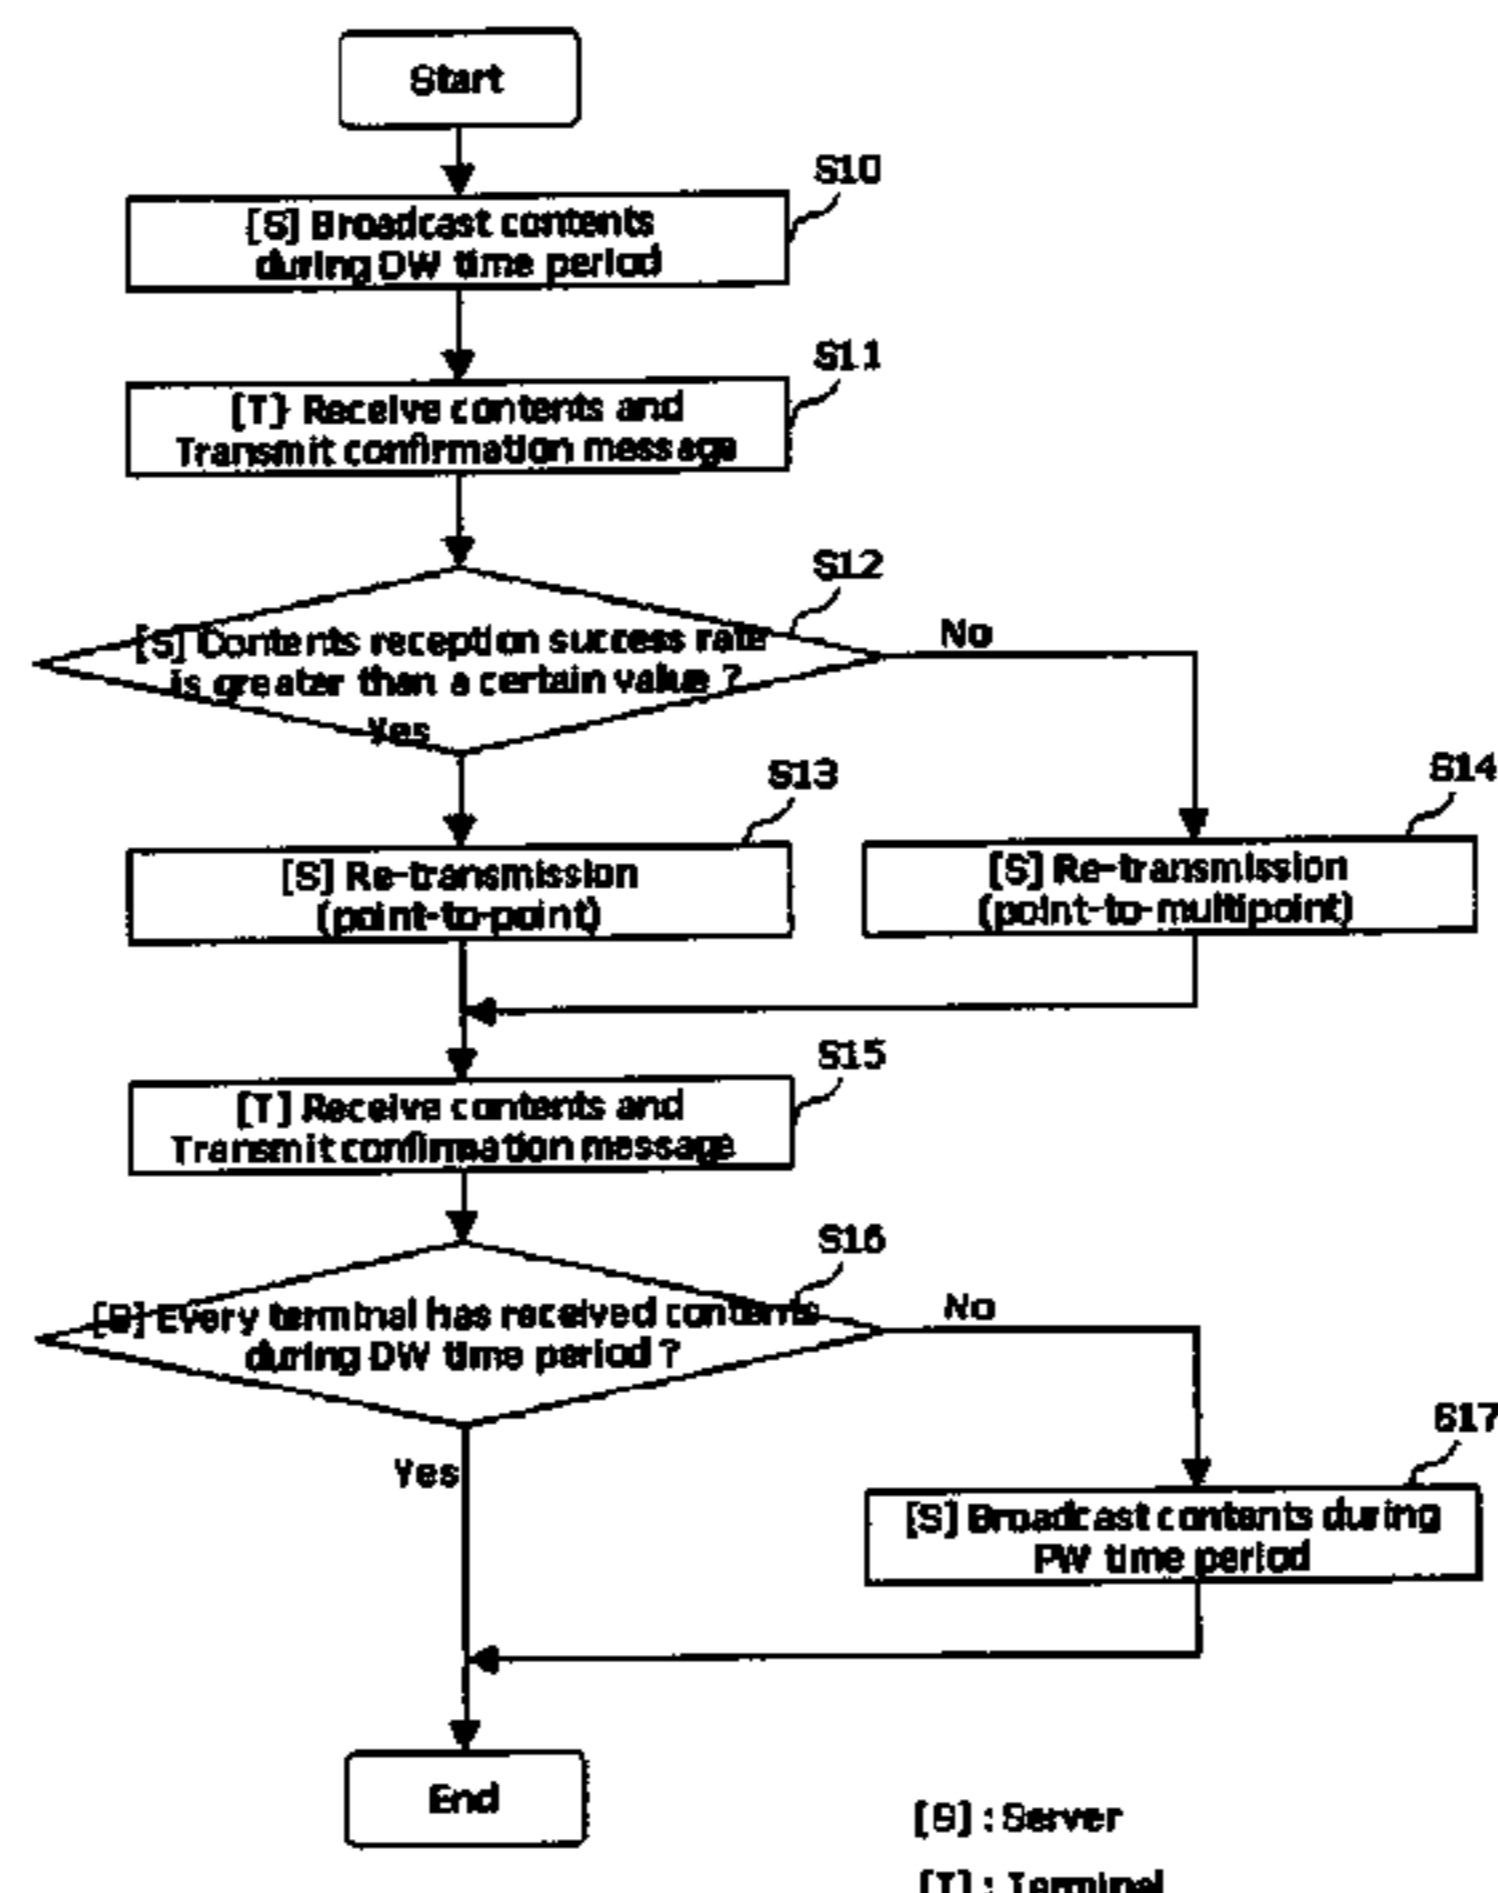 Start
S10
[S] Broadcast contents
during DW time period
S11
[T} Receive contents and
Transmit confirmation message
S12
[S] Contents reception success rate
is greater than a certain value ?
No
Yes
S13
S14
[S] Re-transmission
(point-to-point)
[S] Re-transmission
(point-to-multipoint)
S15
[T] Receive contents and
Transmit confirmation message
S16
[S] Every terminal has received contents
during DW time period ?
No
Yes
S17
[S] Broadcast contents during
PW time period
End
[S] : Server
[T] : Terminal